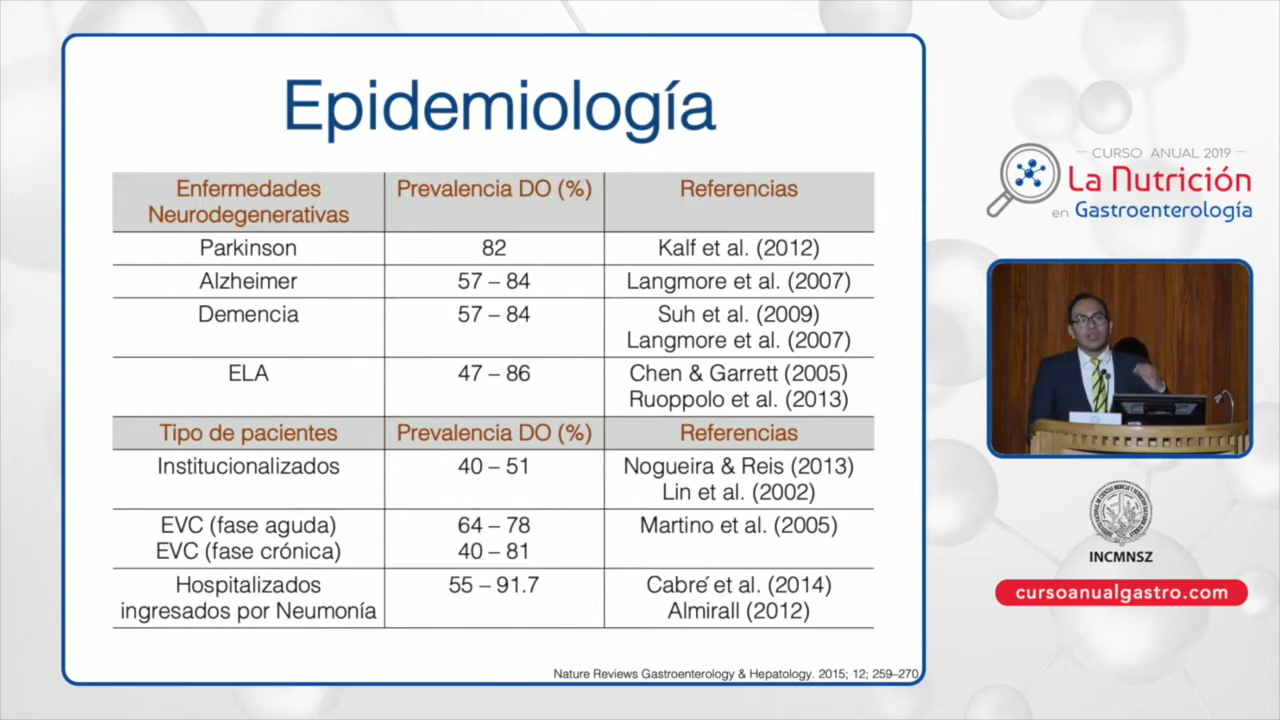 Epidemiología
Enfermedades Neurodegenerativas Prevalencia DO (%) Referencias
Parkinson 82 Kalf et al. (2012)
Alzheimer 57 – 84 Langmore et al. (2007)
Demencia 57 – 84 Suh et al. (2009)
Langmore et al. (2007)
ELA 47 – 86 Chen & Garrett (2005)
Ruoppolo et al. (2013)
Tipo de pacientes Prevalencia DO (%) Referencias
Institucionalizados 40 – 51 Nogueira & Reis (2013)
Lin et al. (2002)
EVC (fase aguda) 64 – 78 Martino et al. (2005)
EVC (fase crónica) 40 – 81
Hospitalizados 55 – 91.7 Cabré et al. (2014)
ingresados por Neumonía Almirall (2012)
Nature Reviews Gastroenterology & Hepatology. 2015; 12; 259–270
CURSO ANUAL 2019
La Nutrición
en Gastroenterología
INCMNSZ
cursoanualgastro.com